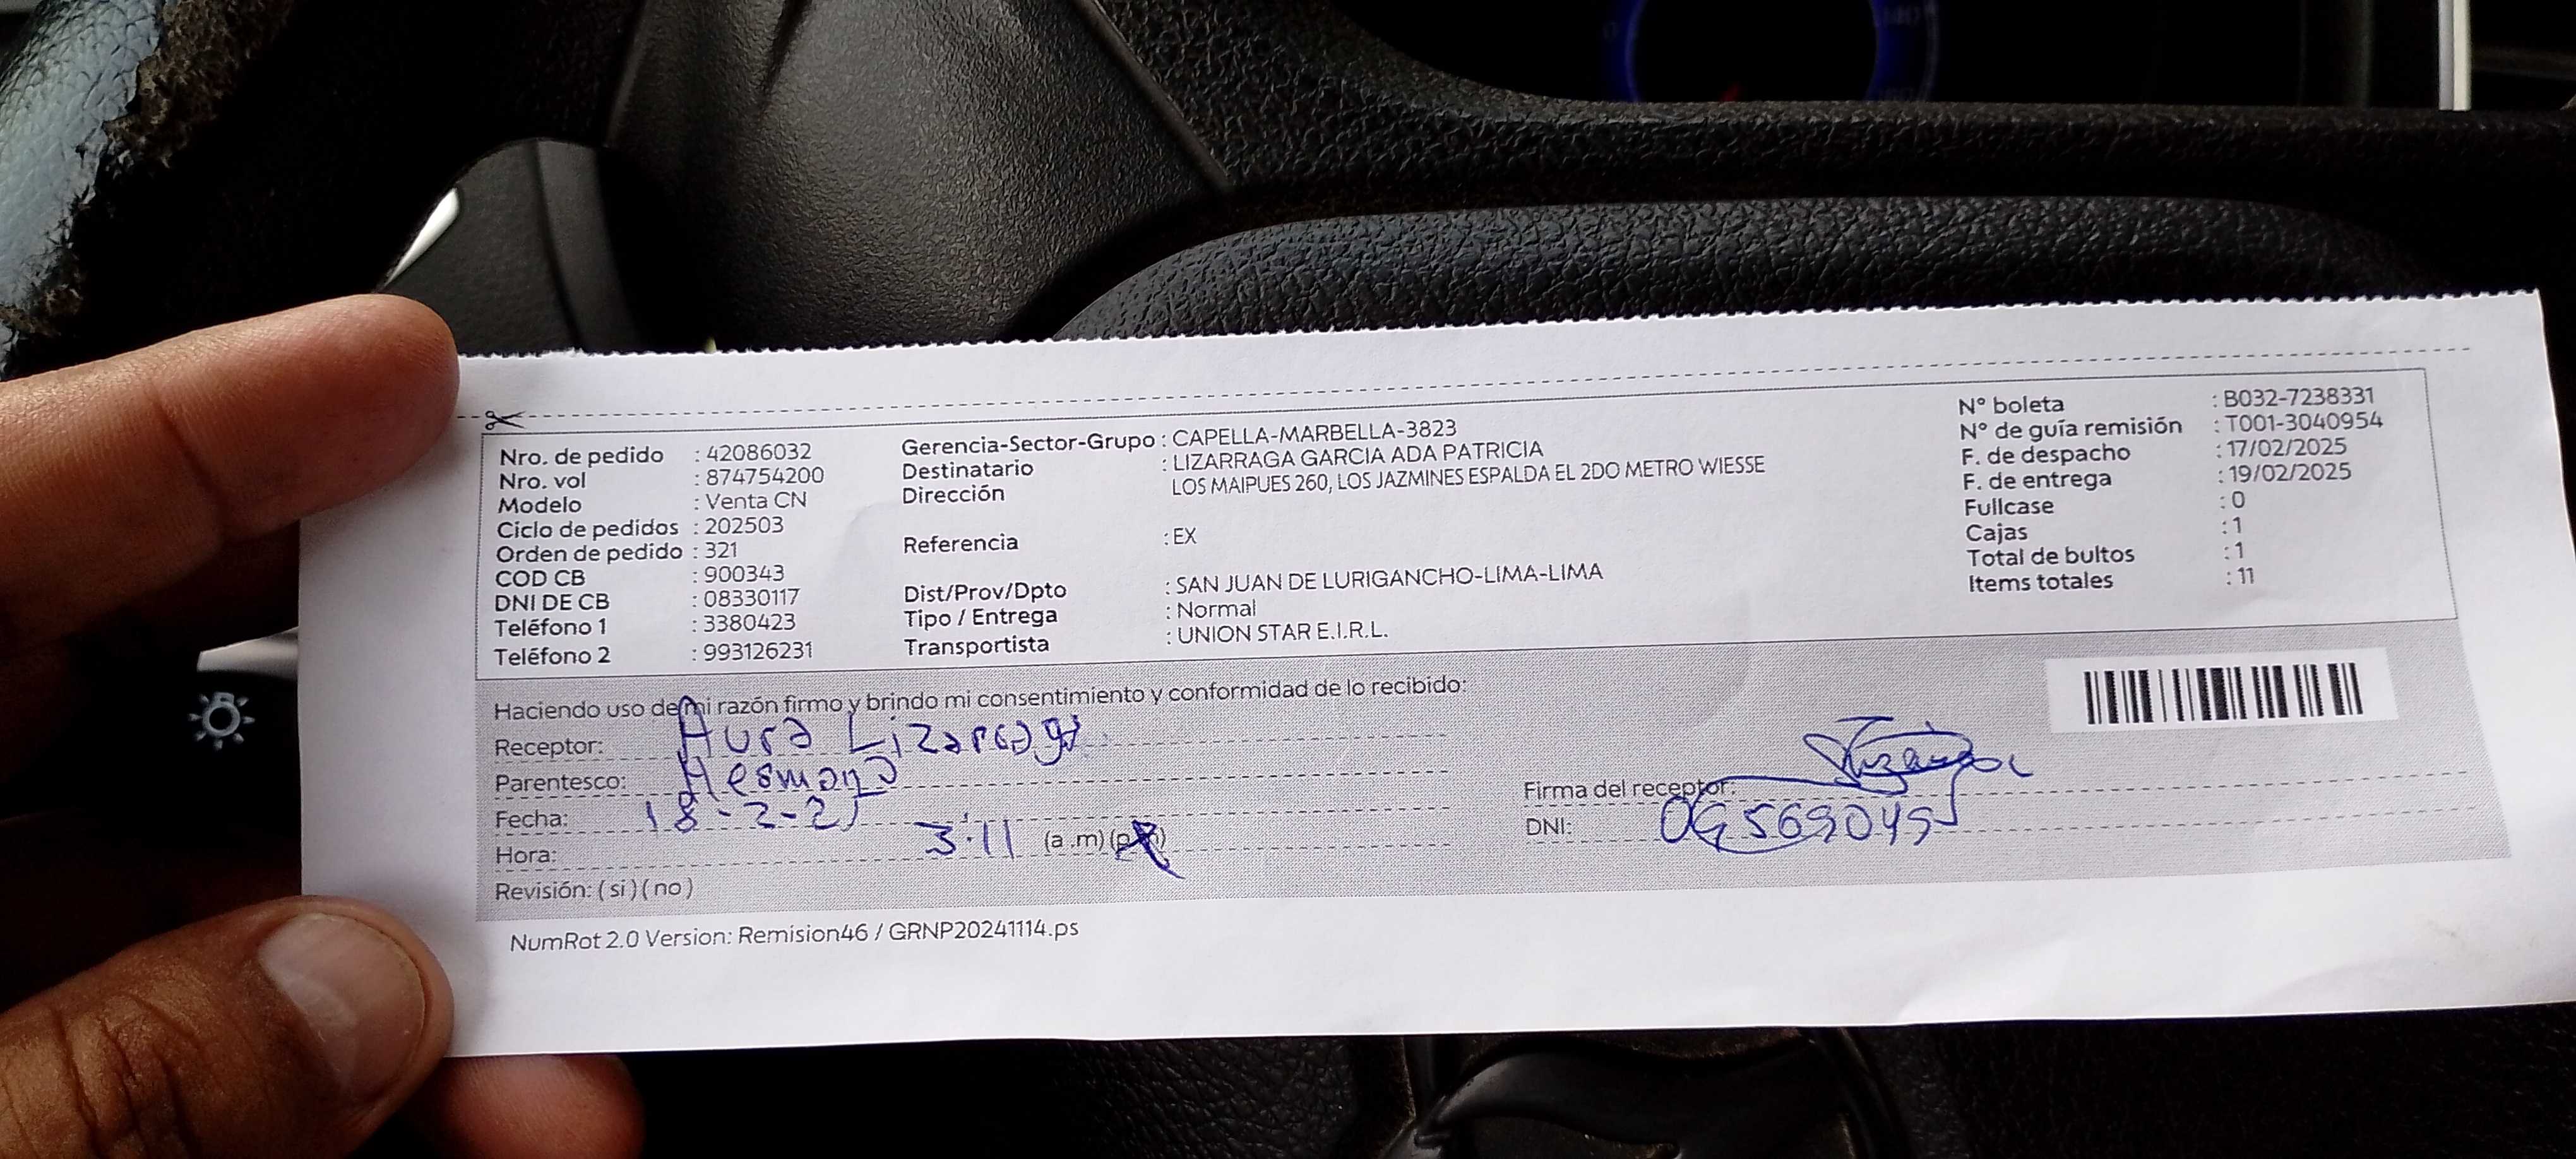 Nro. de pedido : 42086032
Nro. vol : 874754200
Modelo : Venta CN
Ciclo de pedidos : 202503
Orden de pedido : 321
COD CB : 900343
DNI DE CB : 08330117
Teléfono 1 : 3380423
Teléfono 2 : 993126231
Gerencia-Sector-Grupo : CAPELLA-MARBELLA-3823
Destinatario : LIZARRAGA GARCIA ADA PATRICIA
Dirección LOS MAIPUES 260, LOS JAZMINES ESPALDA EL 2DO METRO WIESSE
Referencia : EX
Dist/Prov/Dpto : SAN JUAN DE LURIGANCHO-LIMA-LIMA
Tipo / Entrega : Normal
Transportista : UNION STAR E.I.R.L.
N° boleta : B032-7238331
N° de guía remisión : T001-3040954
F. de despacho : 17/02/2025
F. de entrega : 19/02/2025
Fullcase : 0
Cajas : 1
Total de bultos : 1
Items totales : 11
Haciendo uso de mi razón firmo y brindo mi consentimiento y conformidad de lo recibido:
Receptor: Aura Lizarraga
Parentesco: Hermana
Fecha: 18-2-25
Hora: 3:11 (a.m) (p.m)
Revisión: ( si ) ( no )
Firma del receptor:
DNI:
NumRot 2.0 Version: Remision46 / GRNP20241114.ps